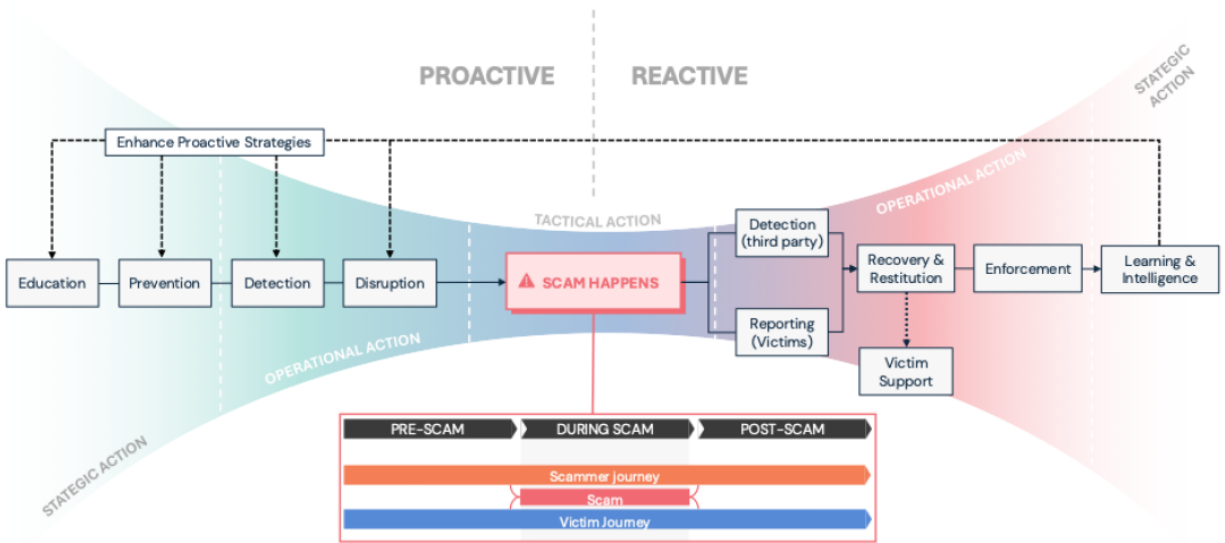 PROACTIVE
REACTIVE
STATEGIC
ACTION
Enhance Proactive Strategies
OPERATIONAL ACTION
TACTICAL ACTION
Education
Prevention
Detection
Disruption
SCAM HAPPENS
Detection
(third party)
Reporting
(Victims)
Recovery &
Restitution
Enforcement
Learning &
Intelligence
Victim
Support
OPERATIONAL ACTION
STATEGIC ACTION
PRE-SCAM
DURING SCAM
POST-SCAM
Scammer journey
Scam
Victim Journey